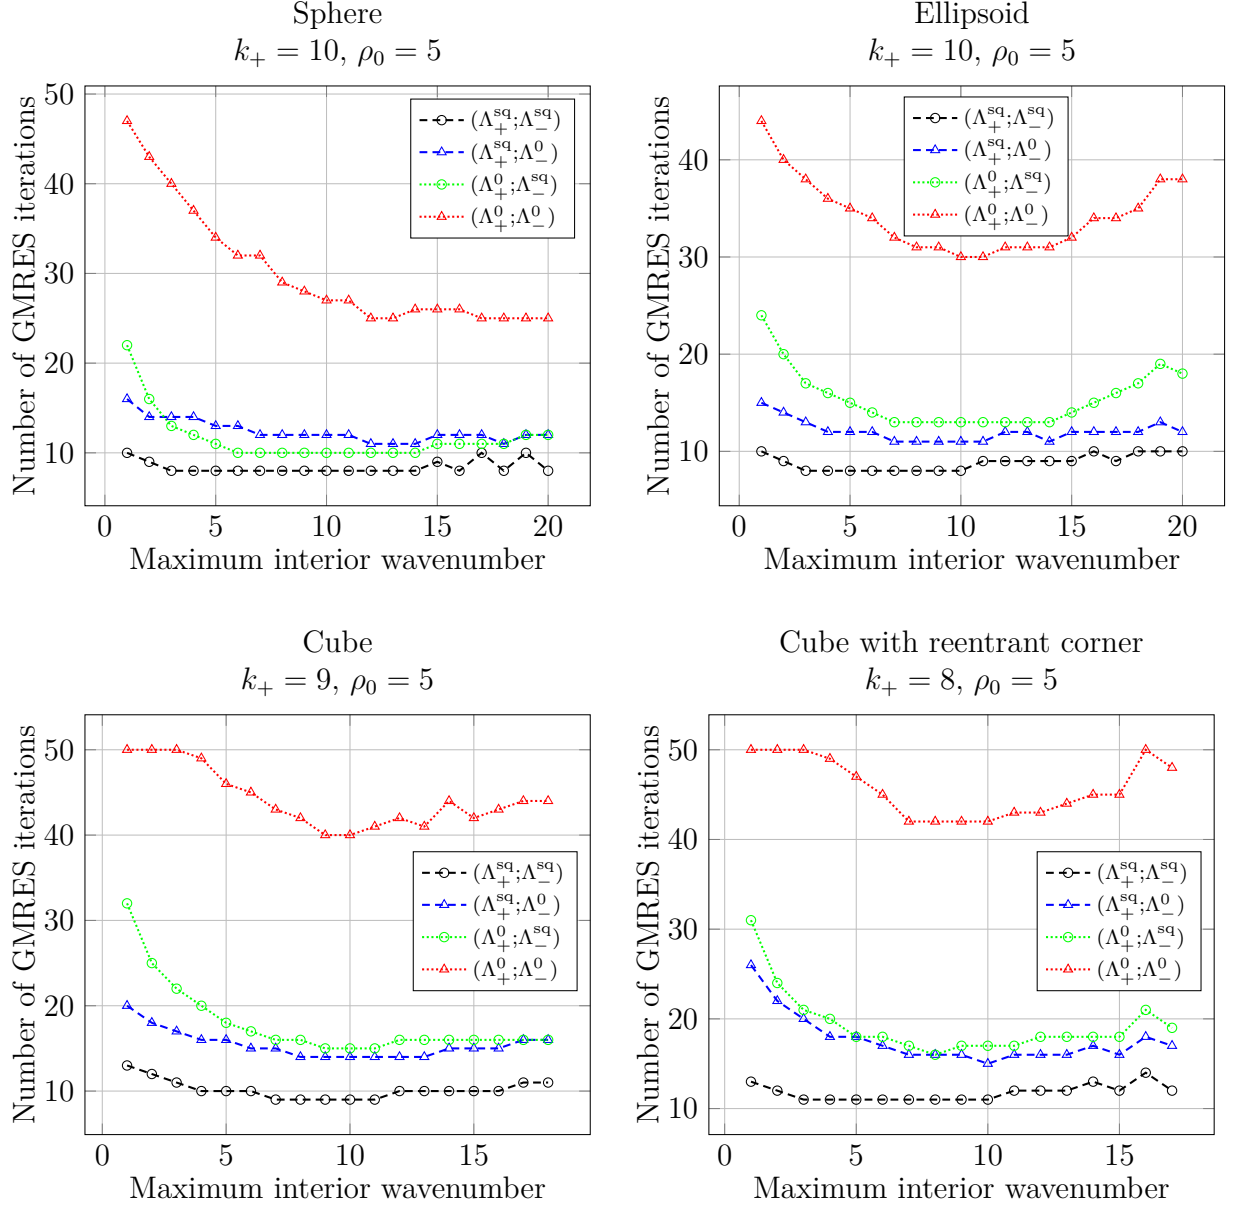 Sphere
k₊ = 10, ρ₀ = 5
Number of GMRES iterations
50
40
30
20
10
0 5 10 15 20
Maximum interior wavenumber
(Λ₊^sq;Λ₋^sq)
(Λ₊^sq;Λ₋^0)
(Λ₊^0;Λ₋^sq)
(Λ₊^0;Λ₋^0)
Ellipsoid
k₊ = 10, ρ₀ = 5
Number of GMRES iterations
40
30
20
10
0 5 10 15 20
Maximum interior wavenumber
(Λ₊^sq;Λ₋^sq)
(Λ₊^sq;Λ₋^0)
(Λ₊^0;Λ₋^sq)
(Λ₊^0;Λ₋^0)
Cube
k₊ = 9, ρ₀ = 5
Number of GMRES iterations
50
40
30
20
10
0 5 10 15
Maximum interior wavenumber
(Λ₊^sq;Λ₋^sq)
(Λ₊^sq;Λ₋^0)
(Λ₊^0;Λ₋^sq)
(Λ₊^0;Λ₋^0)
Cube with reentrant corner
k₊ = 8, ρ₀ = 5
Number of GMRES iterations
50
40
30
20
10
0 5 10 15
Maximum interior wavenumber
(Λ₊^sq;Λ₋^sq)
(Λ₊^sq;Λ₋^0)
(Λ₊^0;Λ₋^sq)
(Λ₊^0;Λ₋^0)